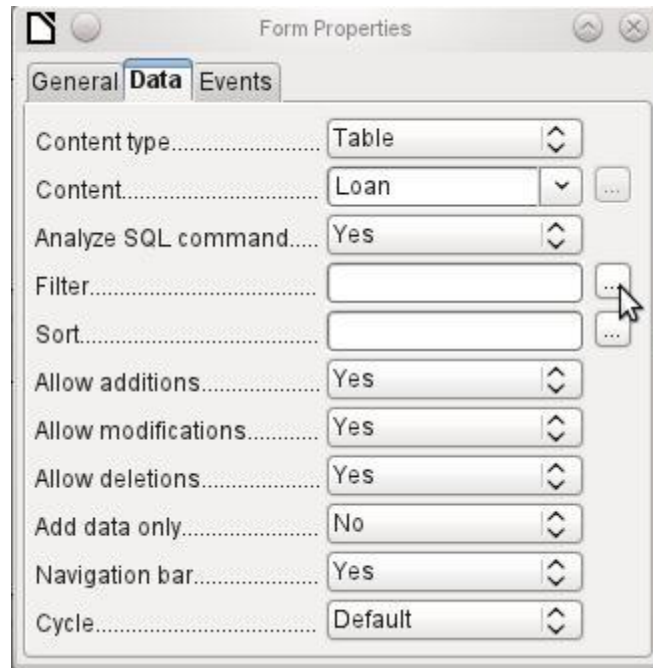 Form Properties
General Data Events
Content type..................... Table
Content............................. Loan ...
Analyze SQL command..... Yes
Filter.................................. ...
Sort.................................... ...
Allow additions.................. Yes
Allow modifications............ Yes
Allow deletions.................. Yes
Add data only..................... No
Navigation bar................... Yes
Cycle.................................. Default